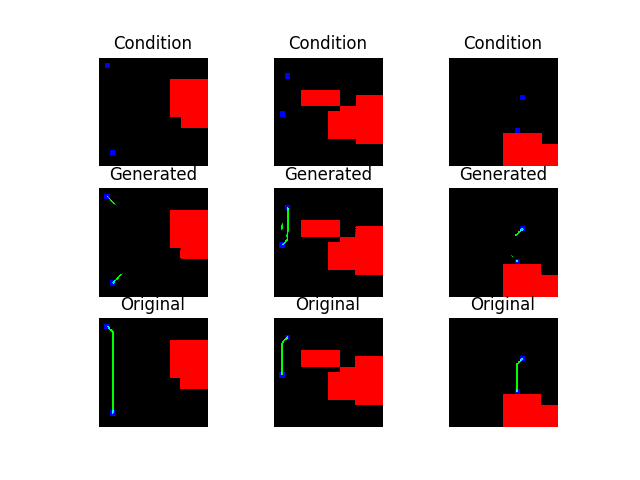 Condition Condition Condition
Generated Generated Generated
Original Original Original